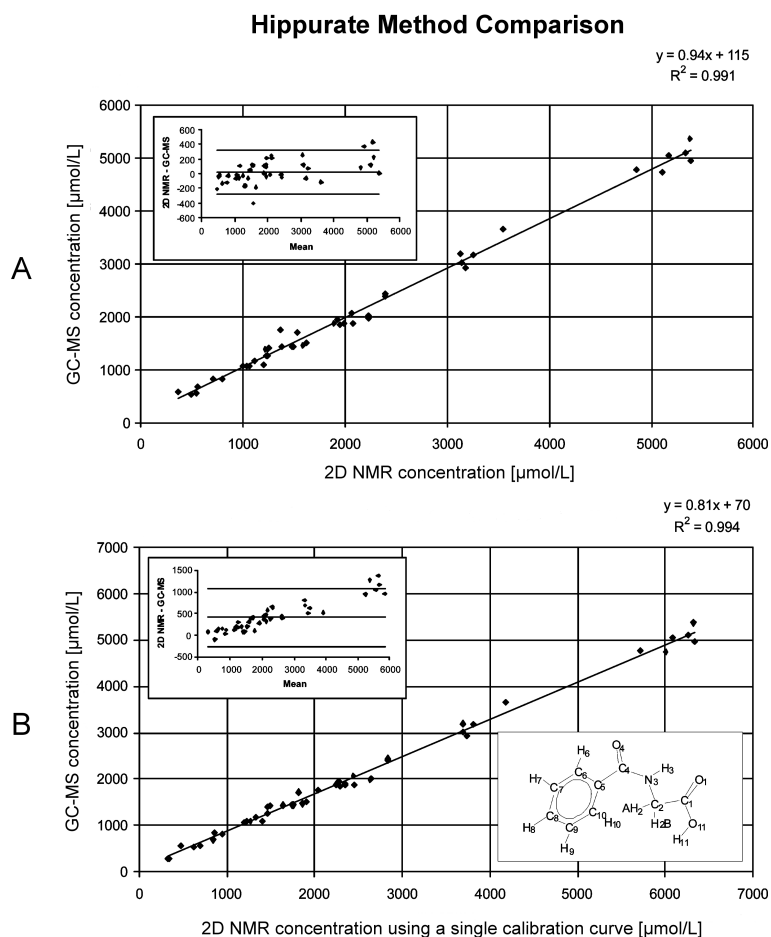 Hippurate Method Comparison
y = 0.94x + 115
R² = 0.991
A
GC-MS concentration [µmol/L]
6000
5000
4000
3000
2000
1000
0
0 1000 2000 3000 4000 5000 6000
2D NMR concentration [µmol/L]
2D NMR - GC-MS
600
400
200
0
-200
-400
-600
0 1000 2000 3000 4000 5000 6000
Mean
y = 0.81x + 70
R² = 0.994
B
GC-MS concentration [µmol/L]
7000
6000
5000
4000
3000
2000
1000
0
0 1000 2000 3000 4000 5000 6000 7000
2D NMR concentration using a single calibration curve [µmol/L]
2D NMR - GC-MS
1500
1000
500
0
-500
0 1000 2000 3000 4000 5000 6000
Mean
H6
O4
C6
C4
H3
N3
H7
C7
C5
O1
C1
AH2
C2
C8
C10
H2B
O11
H8
C9
H10
H11
H9